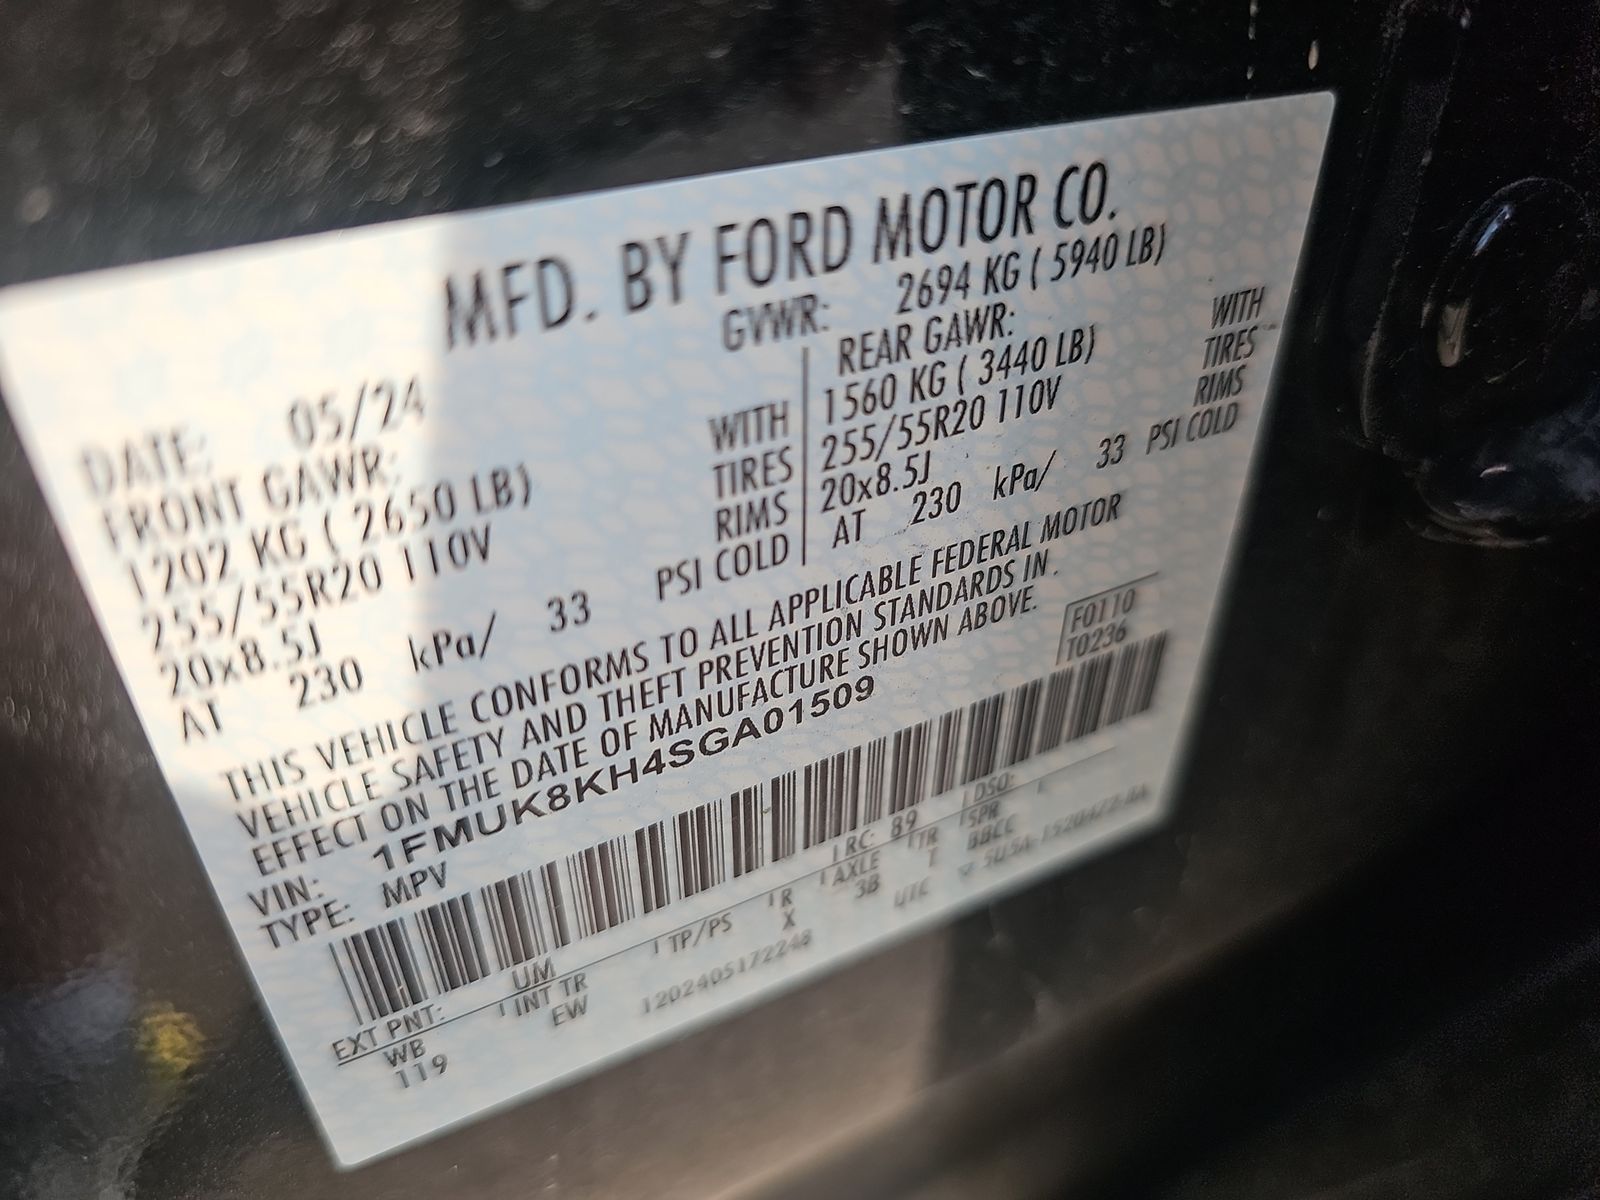 MFD. BY FORD MOTOR CO.
DATE: 05/24 GVWR: 2694 KG ( 5940 LB)
FRONT GAWR: REAR GAWR:
1202 KG ( 2650 LB) WITH 1560 KG ( 3440 LB) WITH
255/55R20 110V TIRES 255/55R20 110V TIRES
20x8.5J RIMS 20x8.5J RIMS
AT 230 kPa/ 33 PSI COLD AT 230 kPa/ 33 PSI COLD
THIS VEHICLE CONFORMS TO ALL APPLICABLE FEDERAL MOTOR
VEHICLE SAFETY AND THEFT PREVENTION STANDARDS IN
EFFECT ON THE DATE OF MANUFACTURE SHOWN ABOVE.
VIN: 1FMUK8KH4SGA01509
TYPE: MPV
F0110
T0236
EXT PNT: UM RC: 89 DSO:
WB INT TR TP/PS R AXLE TR SPR
119 EW X 3B T BBCC
1202405172248 UTC